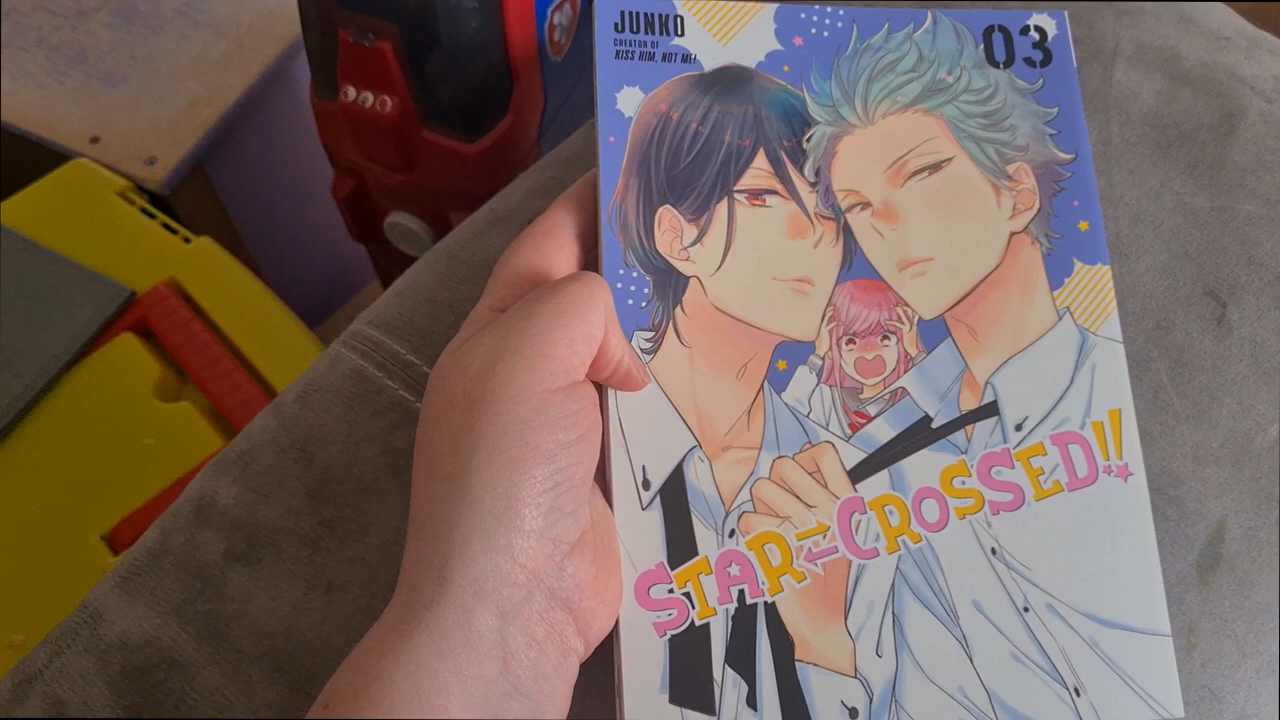 JUNKO
CREATOR OF
KISS HIM, NOT ME!
03
STAR⇄CROSSED!!